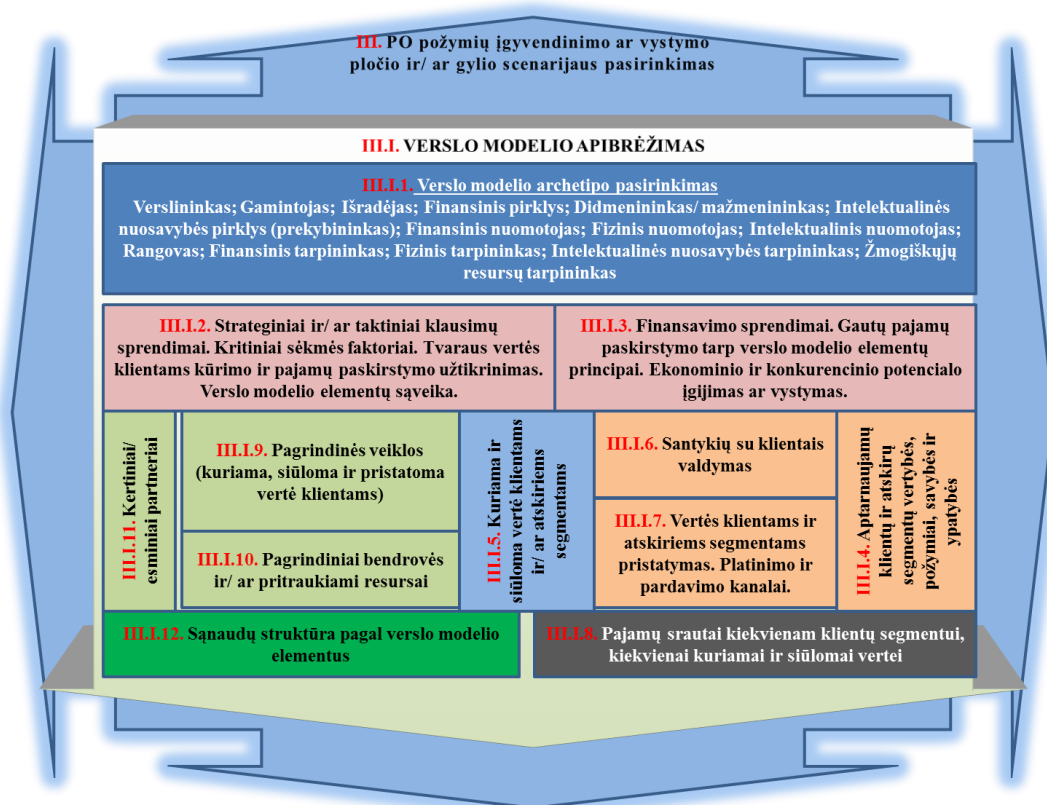 III. PO požymių įgyvendinimo ar vystymo
pločio ir/ ar gylio scenarijaus pasirinkimas
III.I. VERSLO MODELIO APIBRĖŽIMAS
III.I.1. Verslo modelio archetipo pasirinkimas
Verslininkas; Gamintojas; Išradėjas; Finansinis pirklys; Didmenininkas/ mažmenininkas; Intelektualinės
nuosavybės pirklys (prekybininkas); Finansinis nuomotojas; Fizinis nuomotojas; Intelektualinis nuomotojas;
Rangovas; Finansinis tarpininkas; Fizinis tarpininkas; Intelektualinės nuosavybės tarpininkas; Žmogiškųjų
resursų tarpininkas
III.I.2. Strateginiai ir/ ar taktiniai klausimų
sprendimai. Kritiniai sėkmės faktoriai. Tvaraus vertės
klientams kūrimo ir pajamų paskirstymo užtikrinimas.
Verslo modelio elementų sąveika.
III.I.3. Finansavimo sprendimai. Gautų pajamų
paskirstymo tarp verslo modelio elementų
principai. Ekonominio ir konkurencinio potencialo
įgijimas ar vystymas.
III.I.11. Kertiniai/
esminiai partneriai
III.I.9. Pagrindinės veiklos
(kuriama, siūloma ir pristatoma
vertė klientams)
III.I.10. Pagrindiniai bendrovės
ir/ ar pritraukiami resursai
III.I.5. Kuriama ir
siūloma vertė klientams
ir/ ar atskiriems
segmentams
III.I.6. Santykių su klientais
valdymas
III.I.7. Vertės klientams ir
atskiriems segmentams
pristatymas. Platinimo ir
pardavimo kanalai.
III.I.4. Aptarnaujamų
klientų ir atskirų
segmentų vertybės,
požymiai, savybės ir
ypatybės
III.I.12. Sąnaudų struktūra pagal verslo modelio
elementus
III.I.8. Pajamų srautai kiekvienam klientų segmentui,
kiekvienai kuriamai ir siūlomai vertei